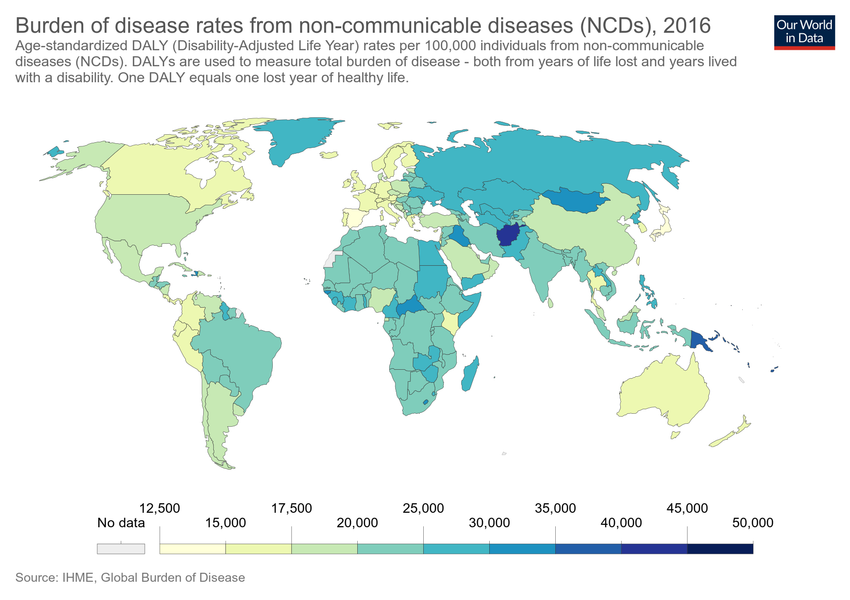 Burden of disease rates from non-communicable diseases (NCDs), 2016
Our World
in Data
Age-standardized DALY (Disability-Adjusted Life Year) rates per 100,000 individuals from non-communicable
diseases (NCDs). DALYs are used to measure total burden of disease - both from years of life lost and years lived
with a disability. One DALY equals one lost year of healthy life.
12,500 17,500 25,000 35,000 45,000
No data 15,000 20,000 30,000 40,000 50,000
Source: IHME, Global Burden of Disease